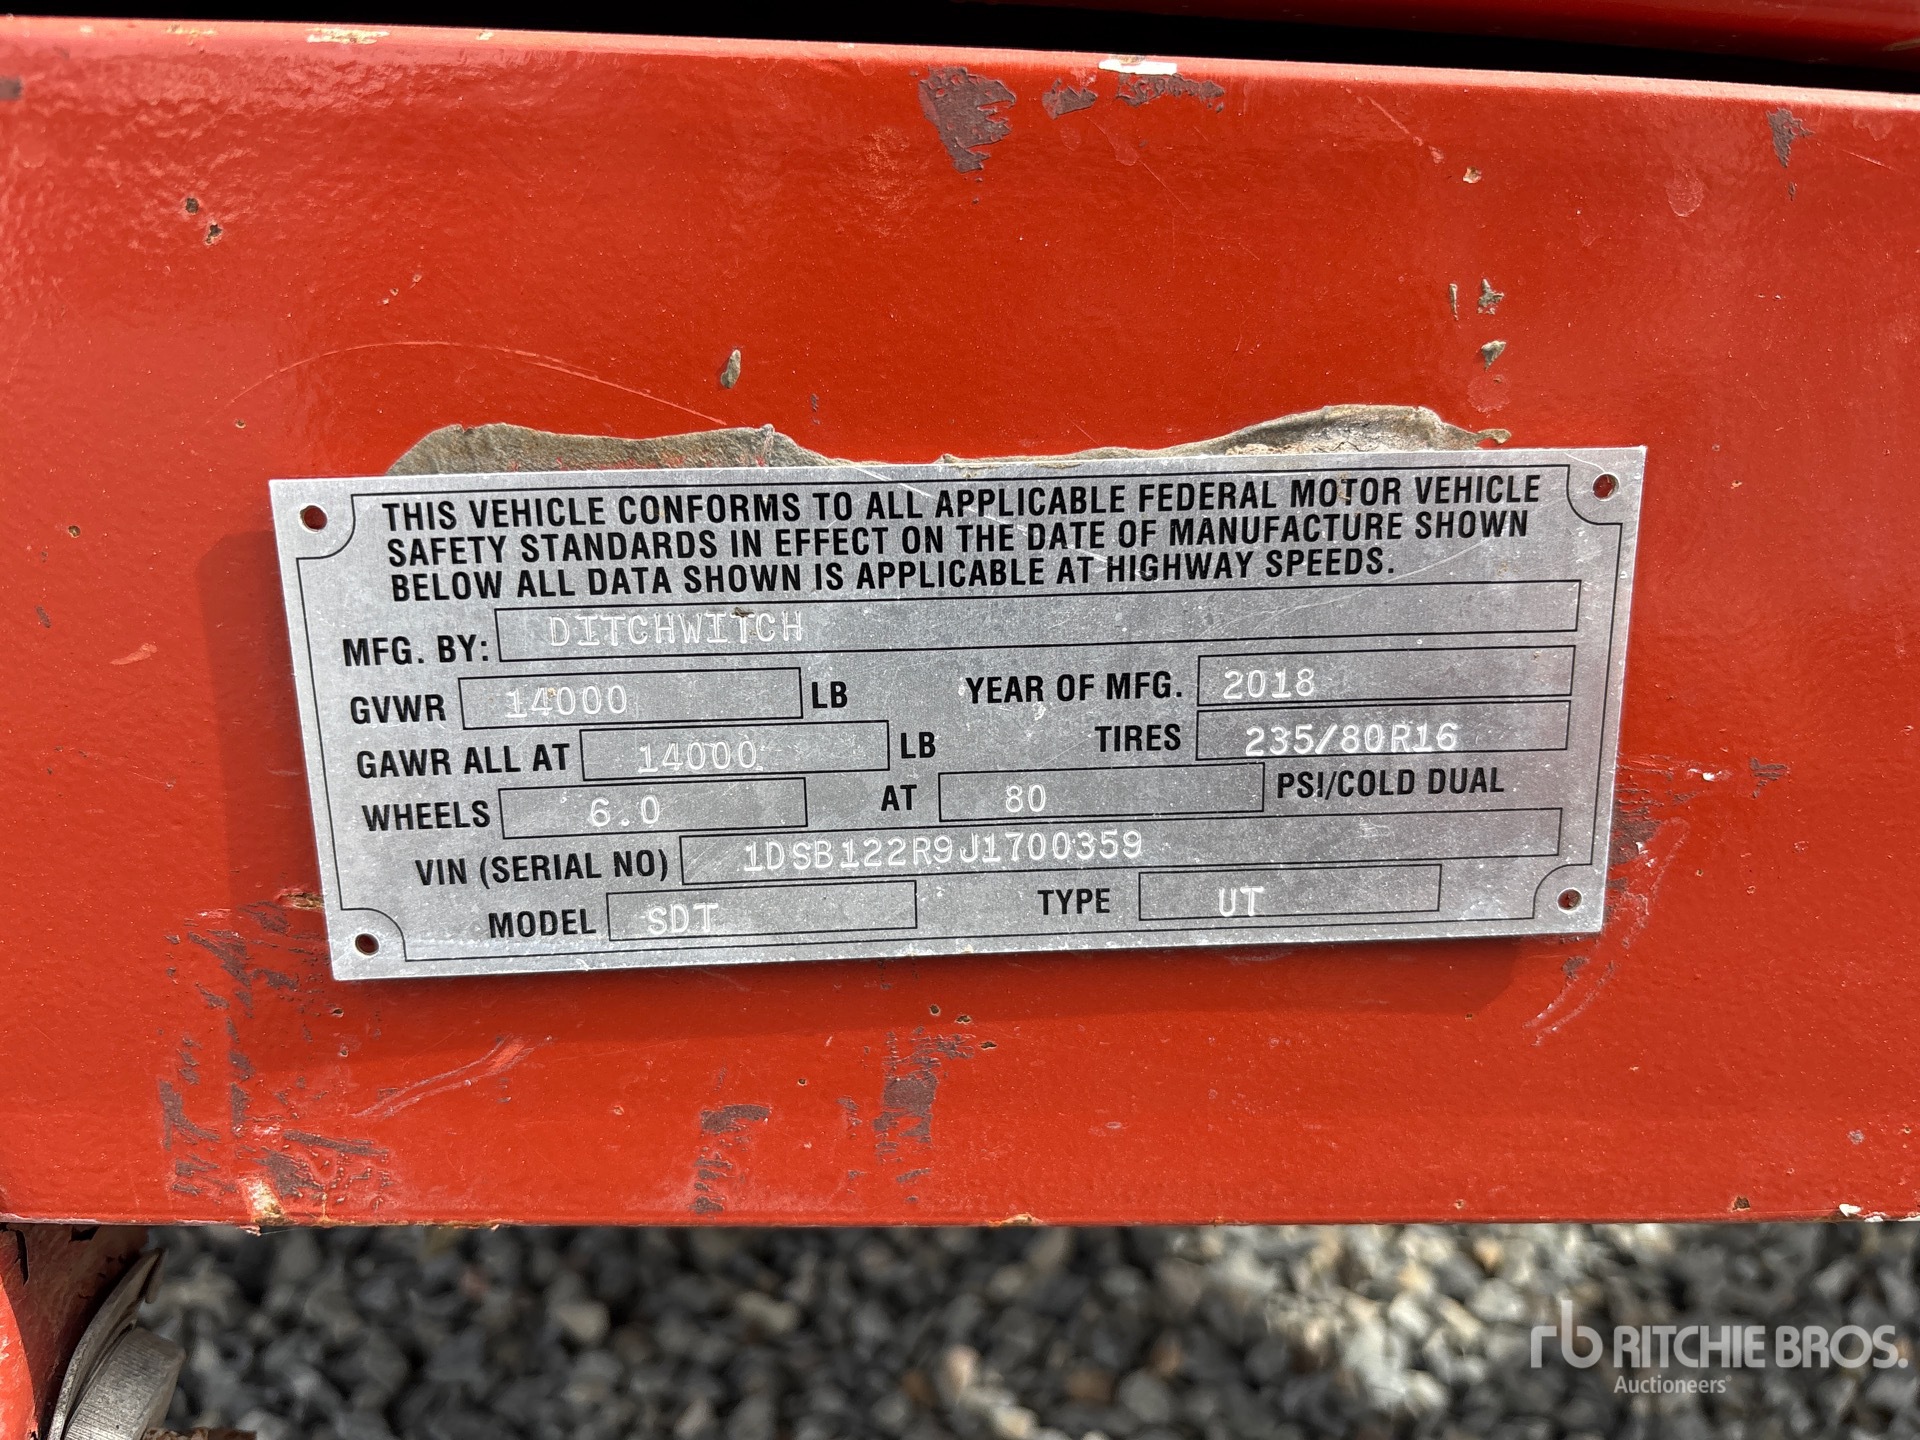 THIS VEHICLE CONFORMS TO ALL APPLICABLE FEDERAL MOTOR VEHICLE
SAFETY STANDARDS IN EFFECT ON THE DATE OF MANUFACTURE SHOWN
BELOW ALL DATA SHOWN IS APPLICABLE AT HIGHWAY SPEEDS.
MFG. BY: DITCHWITCH
GVWR 14000 LB YEAR OF MFG. 2018
GAWR ALL AT 14000 LB TIRES 235/80R16
WHEELS 6.0 AT 80 PSI/COLD DUAL
VIN (SERIAL NO) 1DSB122R9J1700359
MODEL SDT TYPE UT
rb RITCHIE BROS.
Auctioneers